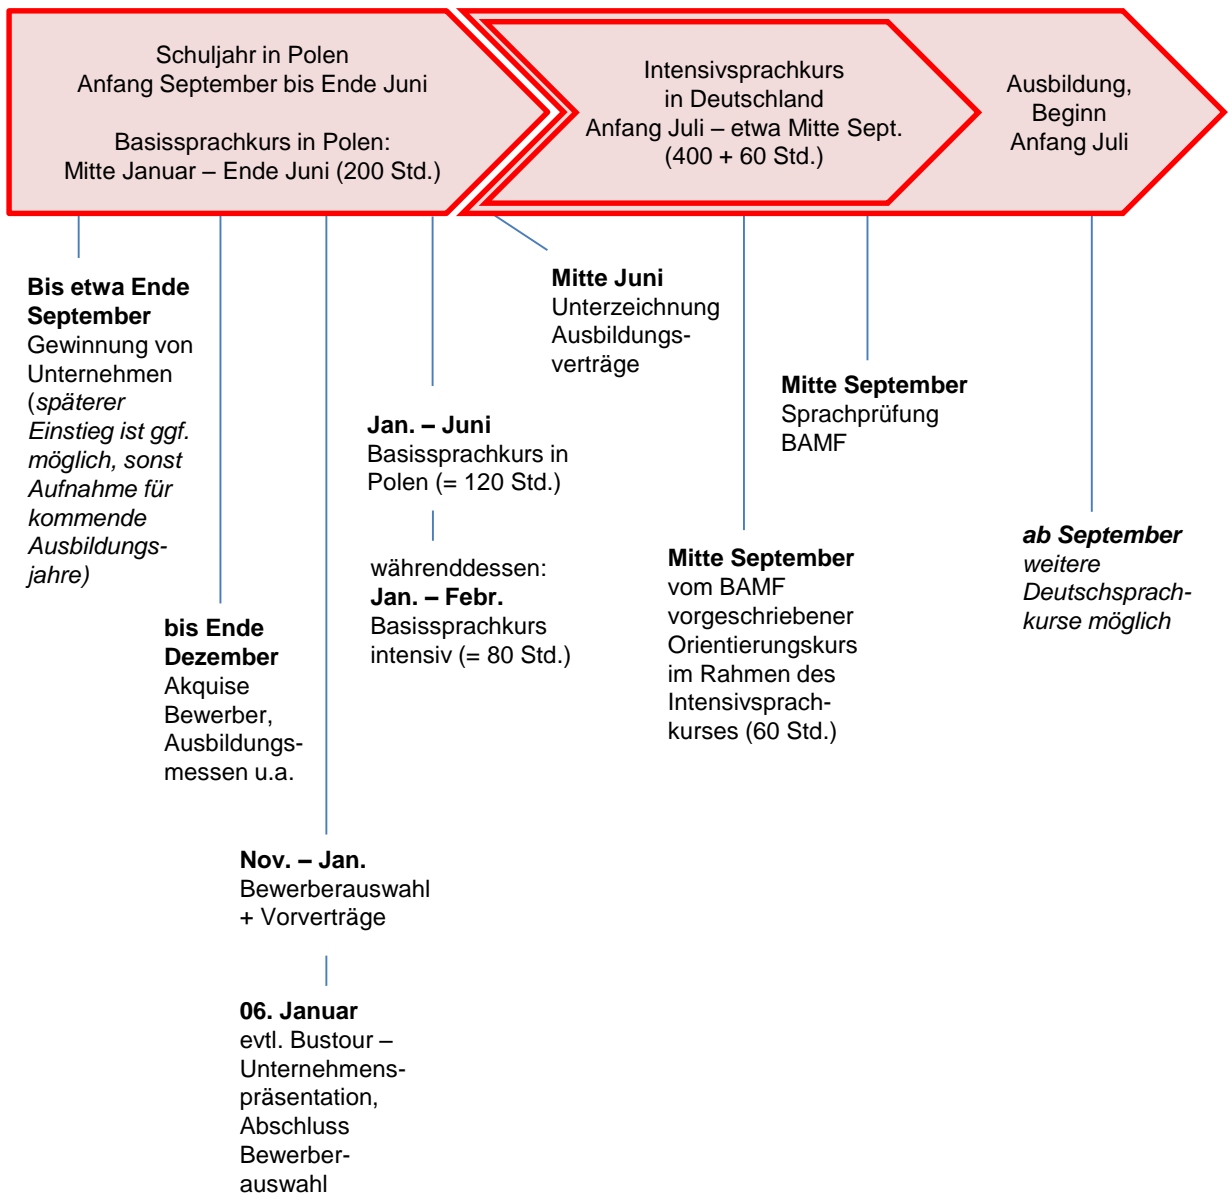 Schuljahr in Polen
Anfang September bis Ende Juni
Basissprachkurs in Polen:
Mitte Januar – Ende Juni (200 Std.)
Intensivsprachkurs
in Deutschland
Anfang Juli – etwa Mitte Sept.
(400 + 60 Std.)
Ausbildung,
Beginn
Anfang Juli
Bis etwa Ende
September
Gewinnung von
Unternehmen
(späterer
Einstieg ist ggf.
möglich, sonst
Aufnahme für
kommende
Ausbildungs-
jahre)
bis Ende
Dezember
Akquise
Bewerber,
Ausbildungs-
messen u.a.
Nov. – Jan.
Bewerberauswahl
+ Vorverträge
06. Januar
evtl. Bustour –
Unternehmens-
präsentation,
Abschluss
Bewerber-
auswahl
Jan. – Juni
Basissprachkurs in
Polen (= 120 Std.)
währenddessen:
Jan. – Febr.
Basissprachkurs
intensiv (= 80 Std.)
Mitte Juni
Unterzeichnung
Ausbildungs-
verträge
Mitte September
vom BAMF
vorgeschriebener
Orientierungskurs
im Rahmen des
Intensivsprach-
kurses (60 Std.)
Mitte September
Sprachprüfung
BAMF
ab September
weitere
Deutschsprach-
kurse möglich